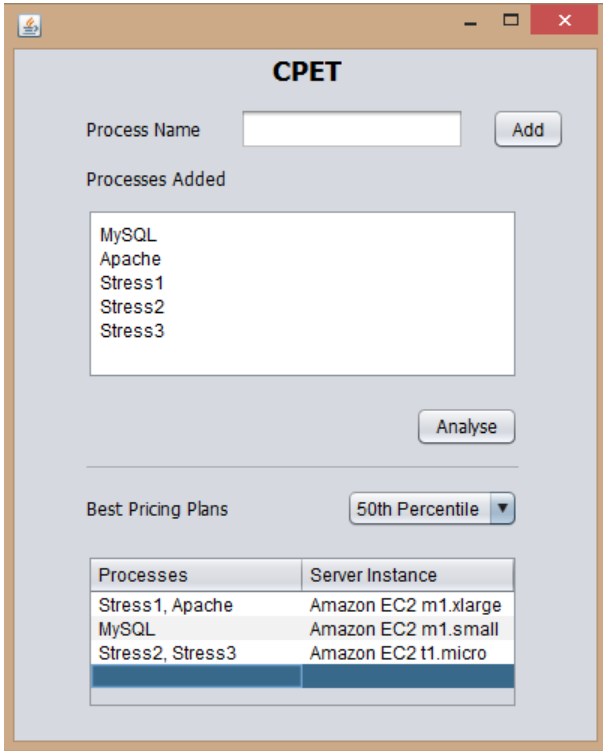 CPET
Process Name
Add
Processes Added
MySQL
Apache
Stress1
Stress2
Stress3
Analyse
Best Pricing Plans 50th Percentile
Processes Server Instance
Stress1, Apache Amazon EC2 m1.xlarge
MySQL Amazon EC2 m1.small
Stress2, Stress3 Amazon EC2 t1.micro